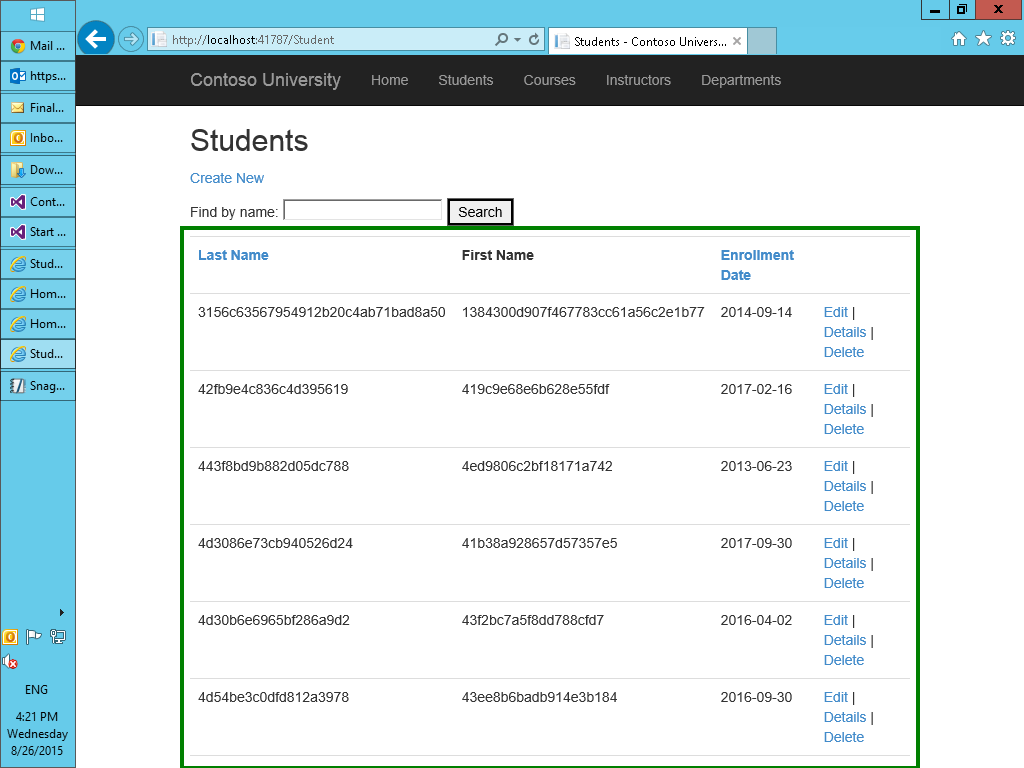 http://localhost:41787/Student
Students - Contoso Univers...
Mail ...
https...
Final...
Inbo...
Dow...
Cont...
Start ...
Stud...
Hom...
Hom...
Stud...
Snag...
ENG
4:21 PM
Wednesday
8/26/2015
Contoso University Home Students Courses Instructors Departments
Students
Create New
Find by name: Search
Last Name First Name Enrollment
Date
3156c63567954912b20c4ab71bad8a50 1384300d907f467783cc61a56c2e1b77 2014-09-14 Edit |
Details |
Delete
42fb9e4c836c4d395619 419c9e68e6b628e55fdf 2017-02-16 Edit |
Details |
Delete
443f8bd9b882d05dc788 4ed9806c2bf18171a742 2013-06-23 Edit |
Details |
Delete
4d3086e73cb940526d24 41b38a928657d57357e5 2017-09-30 Edit |
Details |
Delete
4d30b6e6965bf286a9d2 43f2bc7a5f8dd788cfd7 2016-04-02 Edit |
Details |
Delete
4d54be3c0dfd812a3978 43ee8b6badb914e3b184 2016-09-30 Edit |
Details |
Delete